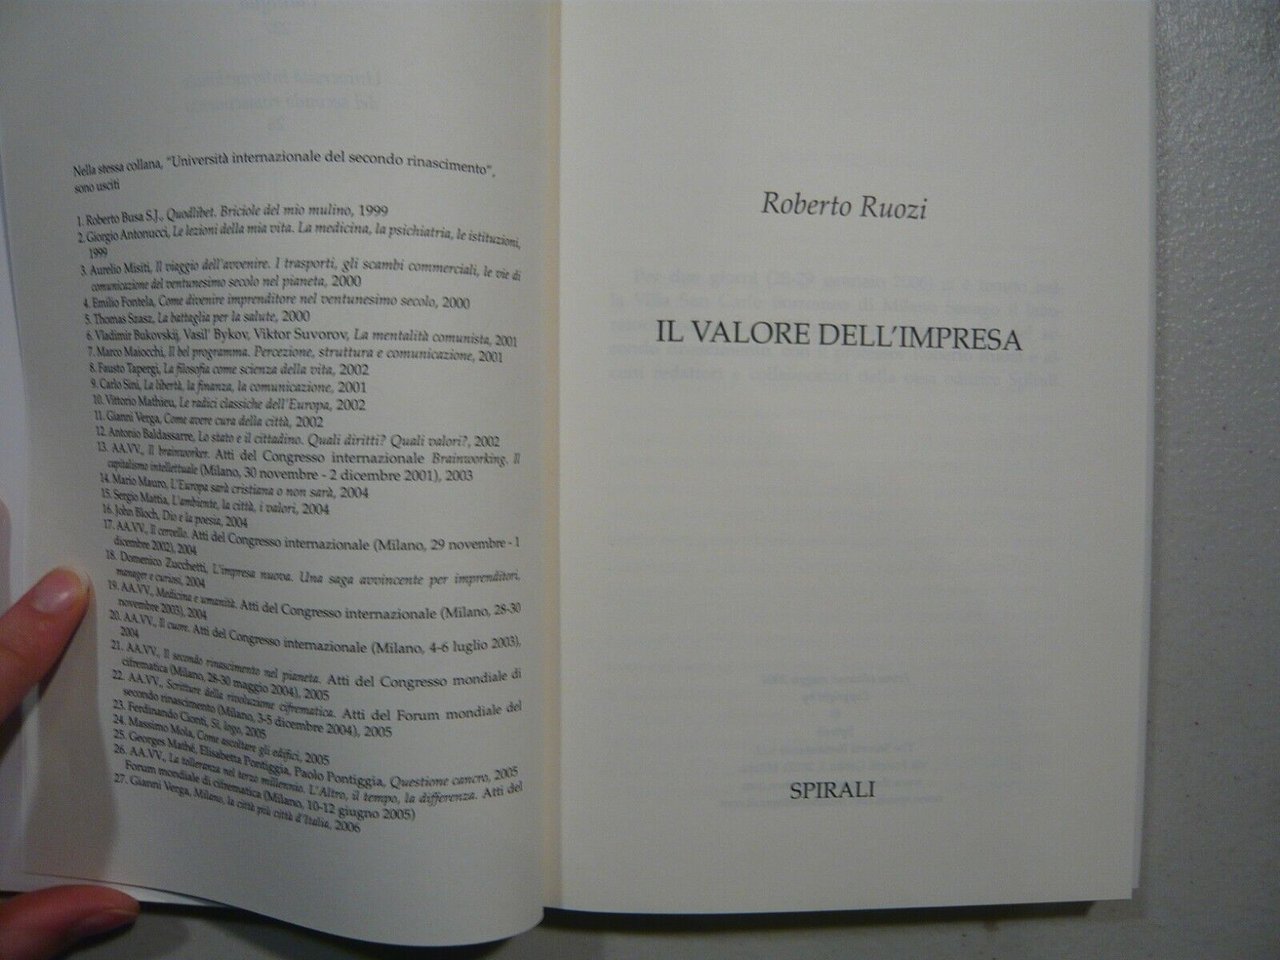 Nella stessa collana, "Università internazionale del secondo rinascimento",
sono usciti
1. Roberto Busa S.J., Quodlibet. Briciole del mio mulino, 1999
2. Giorgio Antonucci, Le lezioni della mia vita. La medicina, la psichiatria, le istituzioni,
1999
3. Aurelio Misiti, Il viaggio dell'avvenire. I trasporti, gli scambi commerciali, le vie di
comunicazione del ventunesimo secolo nel pianeta, 2000
4. Emilio Fontela, Come divenire imprenditore nel ventunesimo secolo, 2000
5. Thomas Szasz, La battaglia per la salute, 2000
6. Vladimir Bukovskij, Vasil' Bykov, Viktor Suvorov, La mentalità comunista, 2001
7. Marco Maiocchi, Il bel programma. Percezione, struttura e comunicazione, 2001
8. Fausto Tapergi, La filosofia come scienza della vita, 2002
9. Carlo Sini, La libertà, la finanza, la comunicazione, 2001
10. Vittorio Mathieu, Le radici classiche dell'Europa, 2002
11. Gianni Verga, Come avere cura della città, 2002
12. Antonio Baldassarre, Lo stato e il cittadino. Quali diritti? Quali valori?, 2002
13. AA.VV., Il brainworker. Atti del Congresso internazionale Brainworking. Il
capitalismo intellettuale (Milano, 30 novembre - 2 dicembre 2001), 2003
14. Mario Mauro, L'Europa sarà cristiana o non sarà, 2004
15. Sergio Mattia, L'ambiente, la città, i valori, 2004
16. John Bloch, Dio e la poesia, 2004
17. AA.VV., Il cervello. Atti del Congresso internazionale (Milano, 29 novembre - 1
dicembre 2002), 2004
18. Domenico Zucchetti, L'impresa nuova. Una saga avvincente per imprenditori,
manager e curiosi, 2004
19. AA.VV., Medicina e umanità. Atti del Congresso internazionale (Milano, 28-30
novembre 2003), 2004
20. AA.VV., Il cuore. Atti del Congresso internazionale (Milano, 4-6 luglio 2003),
2004
21. AA.VV., Il secondo rinascimento nel pianeta. Atti del Congresso mondiale di
cifrematica (Milano, 28-30 maggio 2004), 2005
22. AA.VV., Scritture della rivoluzione cifrematica. Atti del Forum mondiale del
secondo rinascimento (Milano, 3-5 dicembre 2004), 2005
23. Ferdinando Cionti, Sì, logo, 2005
24. Massimo Mola, Come ascoltare gli edifici, 2005
25. Georges Mathé, Elisabetta Pontiggia, Paolo Pontiggia, Questione cancro, 2005
26. AA.VV., La tolleranza nel terzo millennio. L'Altro, il tempo, la differenza. Atti del
Forum mondiale di cifrematica (Milano, 10-12 giugno 2005)
27. Gianni Verga, Milano, la città più città d'Italia, 2006
Roberto Ruozi
IL VALORE DELL'IMPRESA
SPIRALI